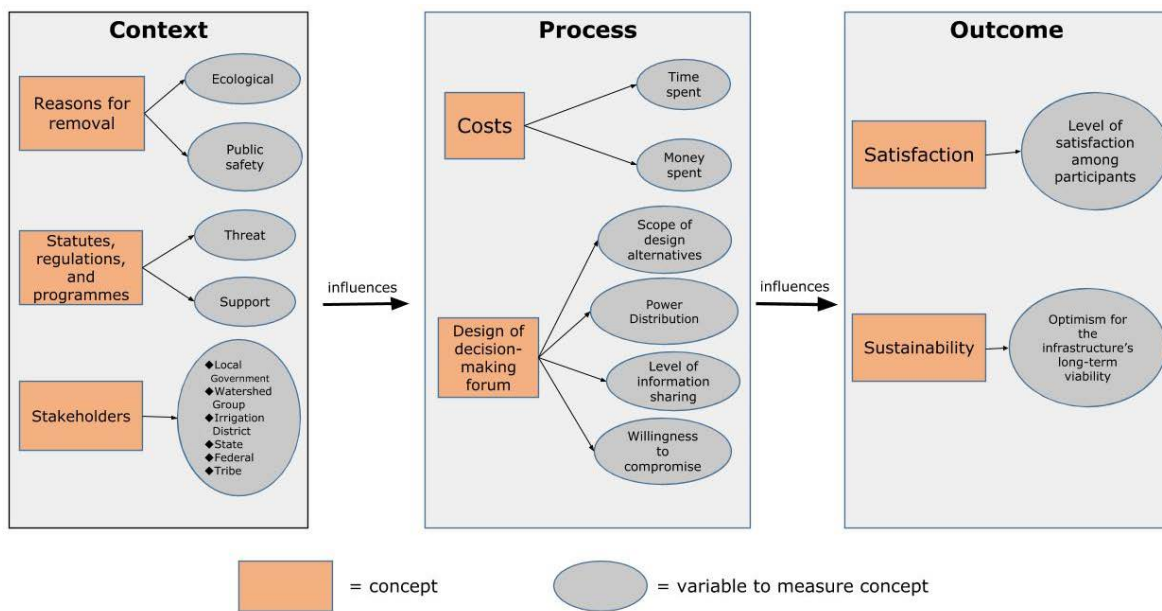 Context
Reasons for
removal
Ecological
Public
safety
Statutes,
regulations,
and
programmes
Threat
Support
Stakeholders
◆Local
Government
◆Watershed
Group
◆Irrigation
District
◆State
◆Federal
◆Tribe
influences
Process
Costs
Time
spent
Money
spent
Design of
decision-
making
forum
Scope of
design
alternatives
Power
Distribution
Level of
information
sharing
Willingness
to
compromise
influences
Outcome
Satisfaction
Level of
satisfaction
among
participants
Sustainability
Optimism for
the
infrastructure’s
long-term
viability
= concept
= variable to measure concept